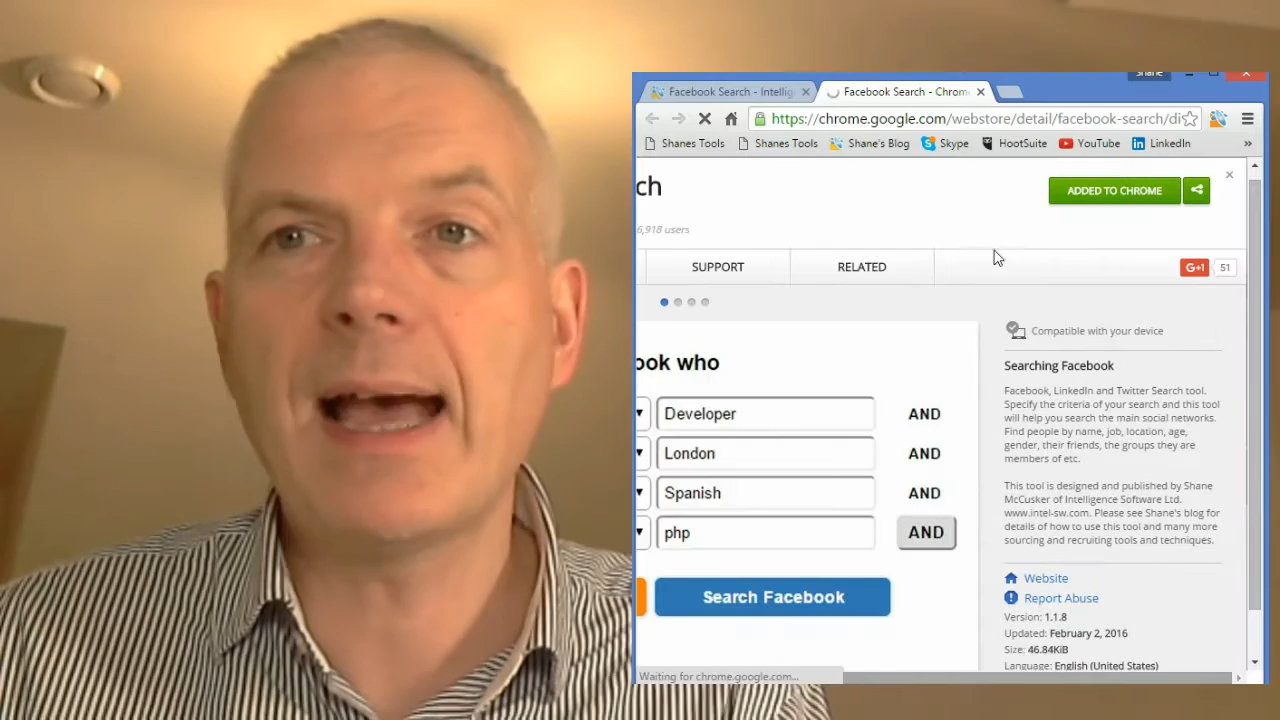 Shane
Facebook Search - Intellig
Facebook Search - Chrom
https://chrome.google.com/webstore/detail/facebook-search/di
Shanes Tools
Shanes Tools
Shane's Blog
Skype
HootSuite
YouTube
LinkedIn
»
ch
ADDED TO CHROME
6,918 users
SUPPORT
RELATED
G+1
51
Compatible with your device
ook who
Searching Facebook
Facebook, LinkedIn and Twitter Search tool.
Specify the criteria of your search and this tool
will help you search the main social networks.
Find people by name, job, location, age,
gender, their friends, the groups they are
members of etc.
Developer
AND
London
AND
Spanish
AND
php
AND
This tool is designed and published by Shane
McCusker of Intelligence Software Ltd.
www.intel-sw.com. Please see Shane's blog for
details of how to use this tool and many more
sourcing and recruiting tools and techniques.
Search Facebook
Website
Report Abuse
Version: 1.1.8
Updated: February 2, 2016
Size: 46.84KiB
Language: English (United States)
Waiting for chrome.google.com...